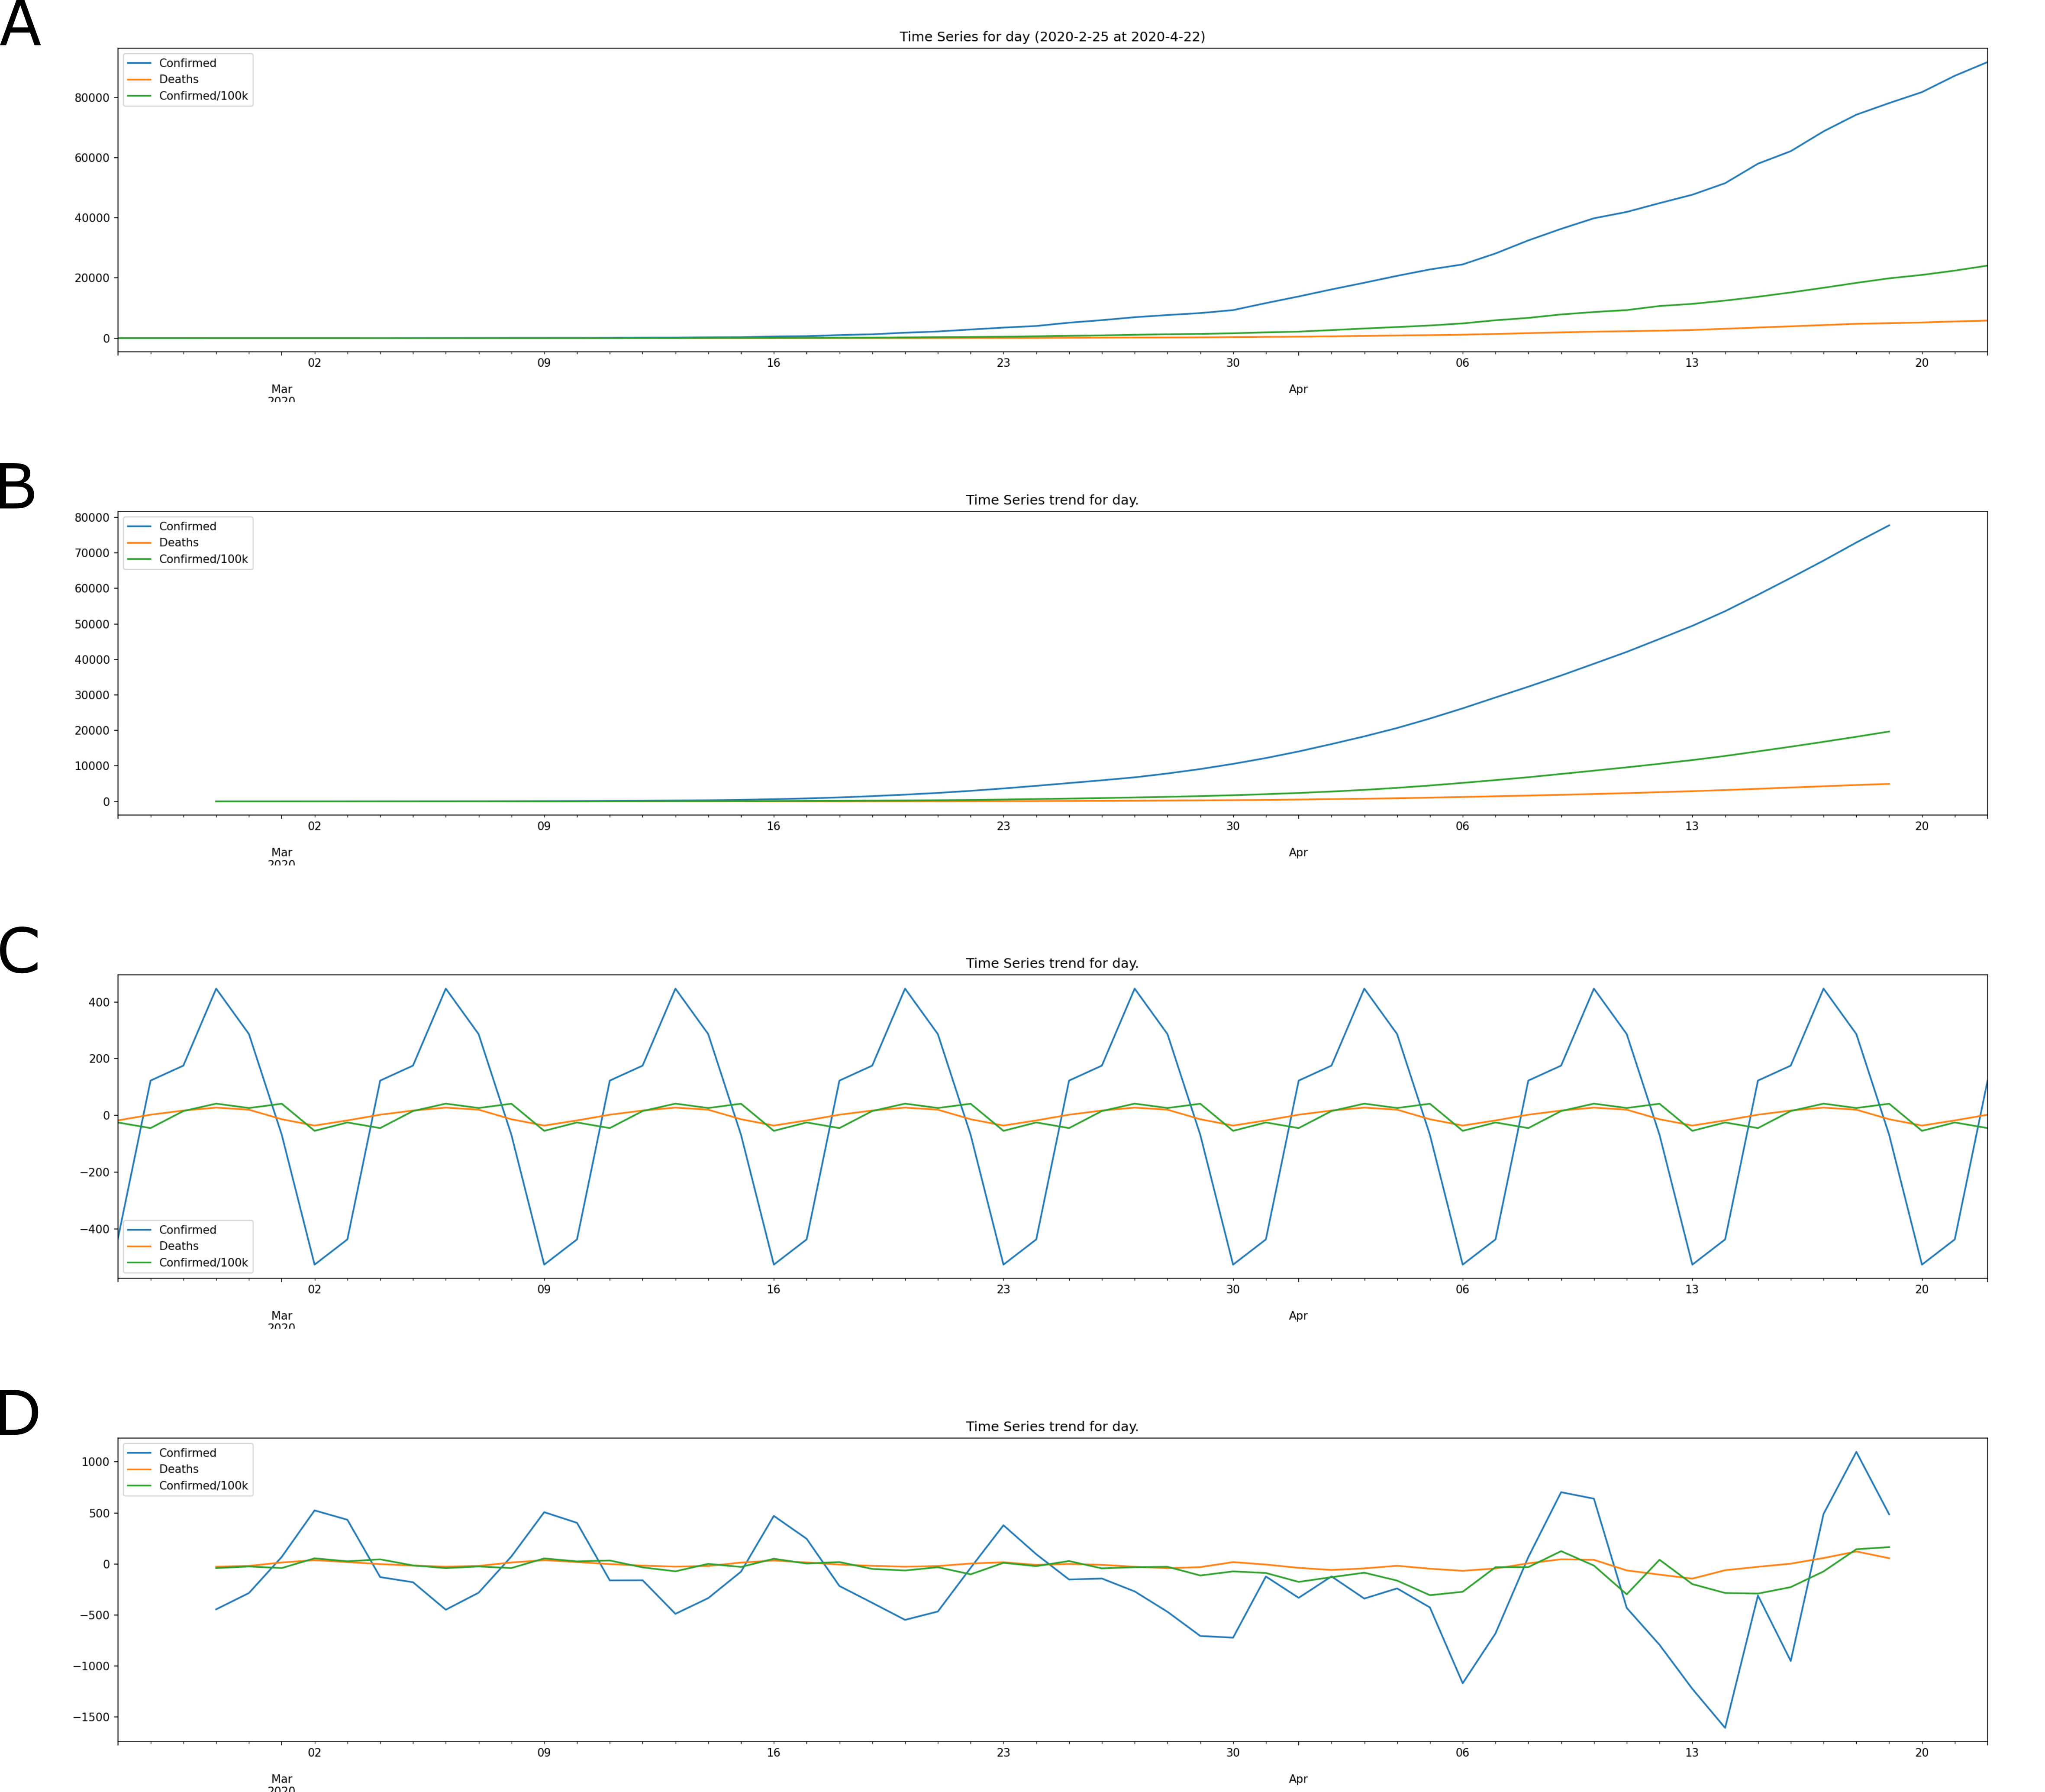 A
Time Series for day (2020-2-25 at 2020-4-22)
Confirmed
Deaths
Confirmed/100k
80000
60000
40000
20000
0
02 09 16 23 30 06 13 20
Mar Apr
2020
B
Time Series trend for day.
Confirmed
Deaths
Confirmed/100k
80000
70000
60000
50000
40000
30000
20000
10000
0
02 09 16 23 30 06 13 20
Mar Apr
2020
C
Time Series trend for day.
400
200
0
−200
−400
Confirmed
Deaths
Confirmed/100k
02 09 16 23 30 06 13 20
Mar Apr
2020
D
Time Series trend for day.
Confirmed
Deaths
Confirmed/100k
1000
500
0
−500
−1000
−1500
02 09 16 23 30 06 13 20
Mar Apr
2020